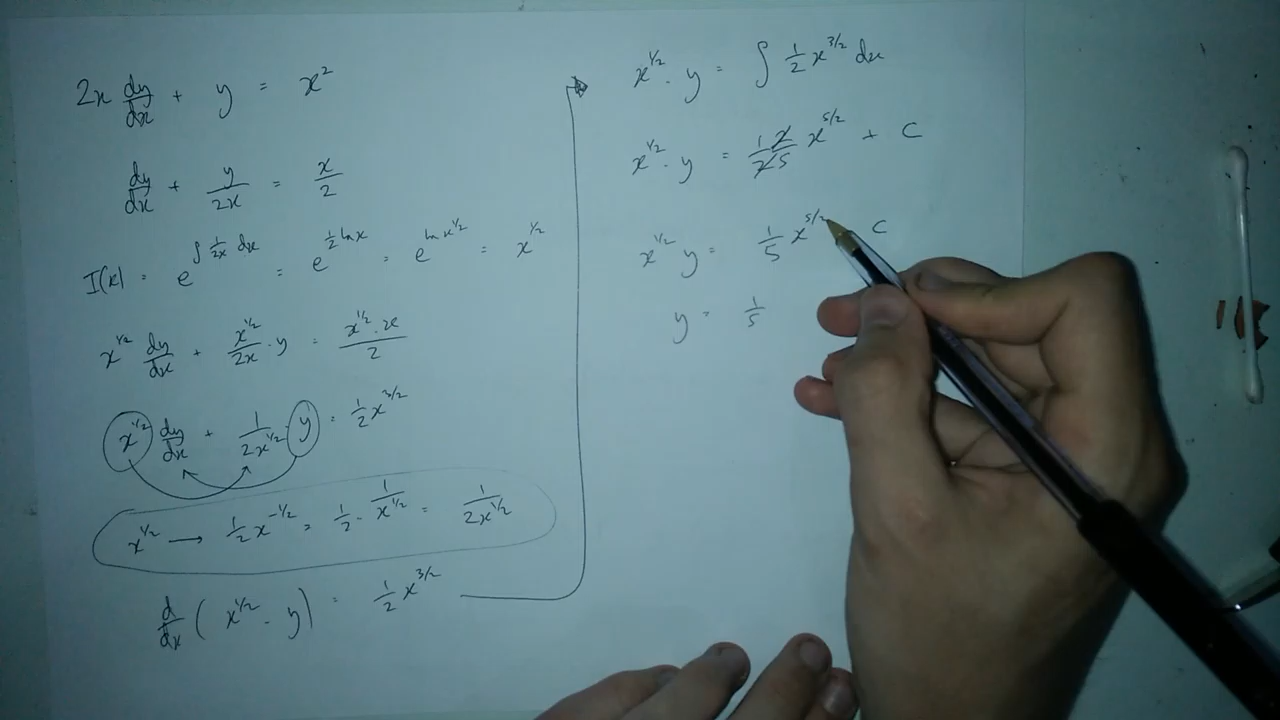 2x dy/dx + y = x²
dy/dx + y/2x = x/2
I(x) = e^∫ 1/2x dx = e^½ ln x = e^ln x^1/2 = x^1/2
x^1/2 dy/dx + x^1/2/2x · y = x^1/2 · x/2
x^1/2 dy/dx + 1/2x^1/2 · y = ½ x^3/2
x^1/2 → ½ x^-1/2 = ½ · 1/x^1/2 = 1/2x^1/2
d/dx ( x^1/2 · y ) = ½ x^3/2
x^1/2 · y = ∫ ½ x^3/2 dx
x^1/2 · y = 1/2 2/5 x^5/2 + C
x^1/2 y = 1/5 x^5/2 C
y = 1/5